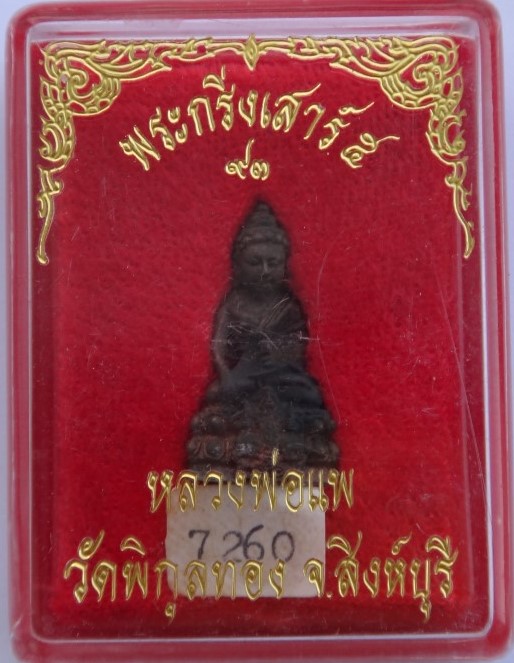 พระกริ่งเสาร์ ๕
๙๓
หลวงพ่อแพ
7260
วัดพิกุลทอง จ.สิงห์บุรี